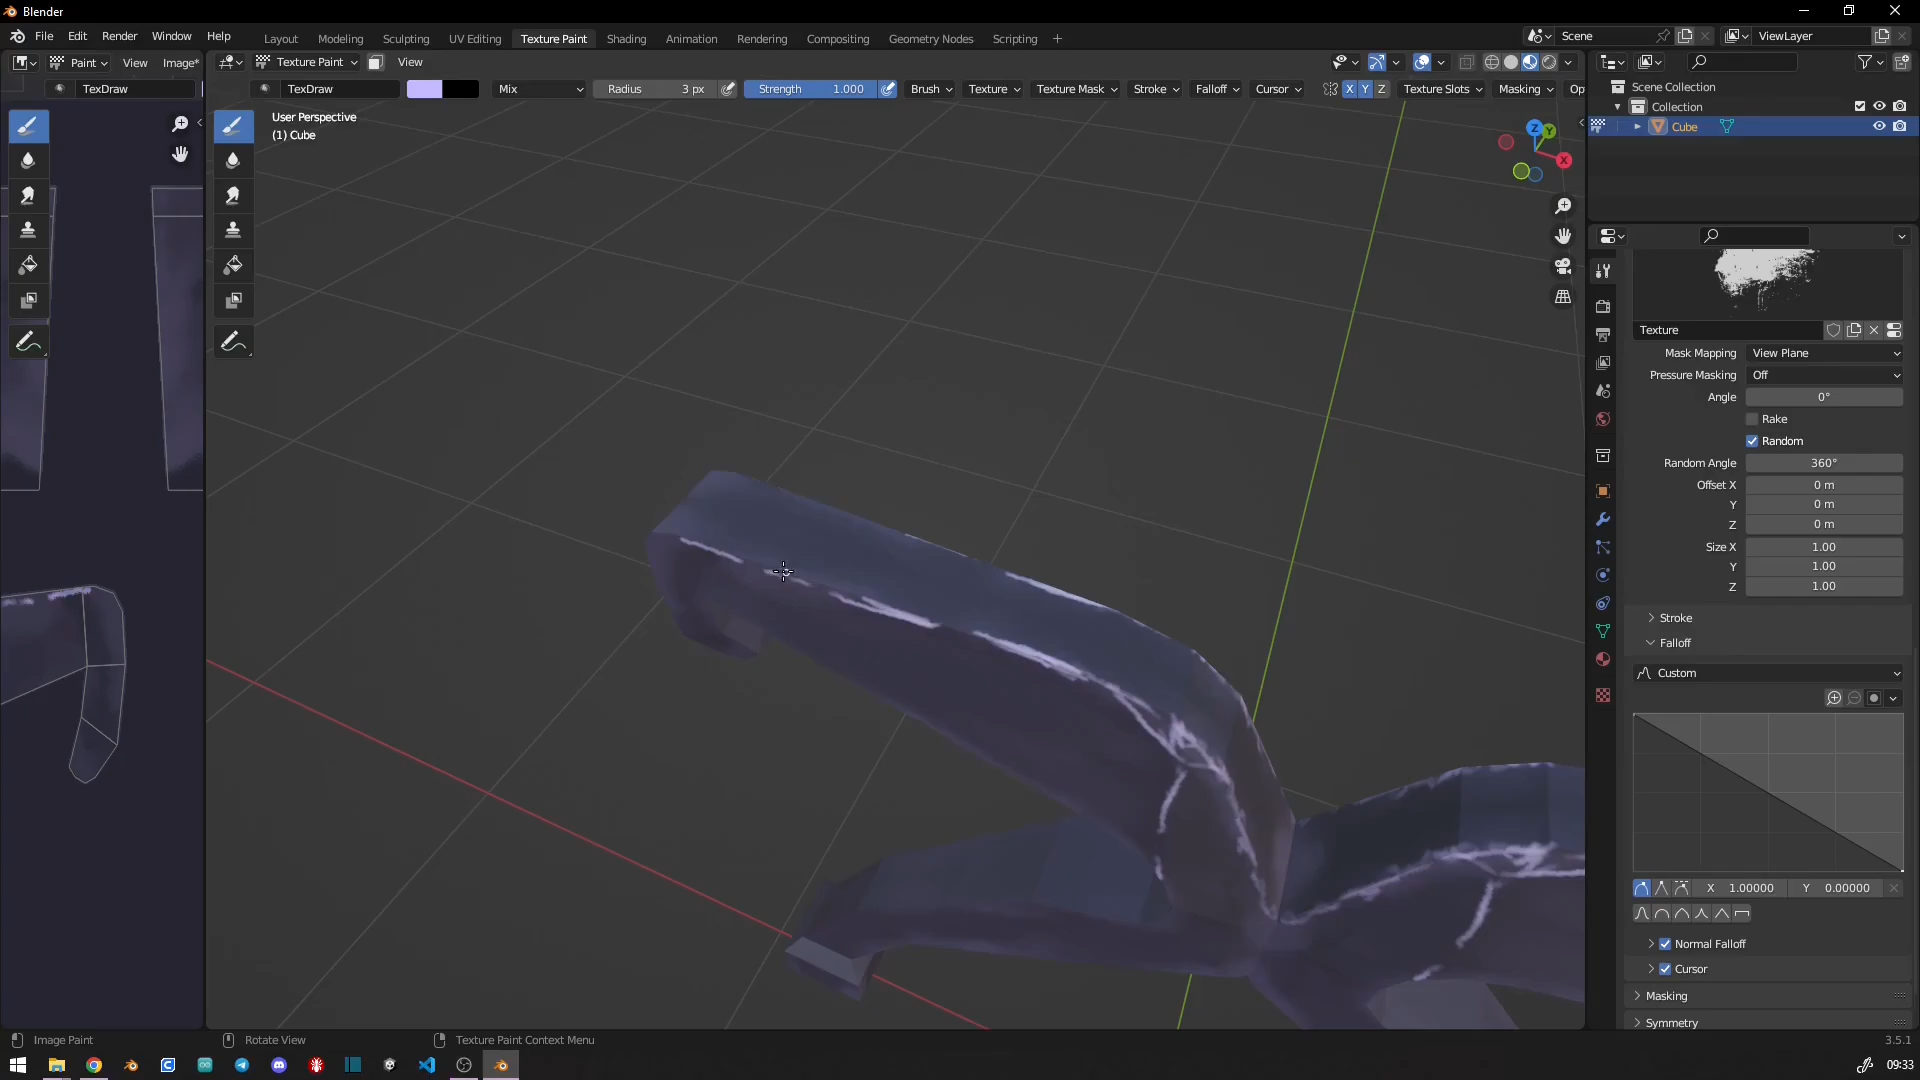 Blender
File Edit Render Window Help
Layout Modeling Sculpting UV Editing Texture Paint Shading Animation Rendering Compositing Geometry Nodes Scripting
Scene
ViewLayer
Paint View Image*
Texture Paint View
TexDraw
TexDraw Mix Radius 3 px Strength 1.000 Brush Texture Texture Mask Stroke Falloff Cursor X Y Z Texture Slots Masking Op
User Perspective
(1) Cube
Z Y X
Scene Collection
Collection
Cube
Texture
Mask Mapping View Plane
Pressure Masking Off
Angle 0°
Rake
Random
Random Angle 360°
Offset X 0 m
Y 0 m
Z 0 m
Size X 1.00
Y 1.00
Z 1.00
Stroke
Falloff
Custom
X 1.00000 Y 0.00000
Normal Falloff
Cursor
Masking
Symmetry
Image Paint Rotate View Texture Paint Context Menu
3.5.1
09:33